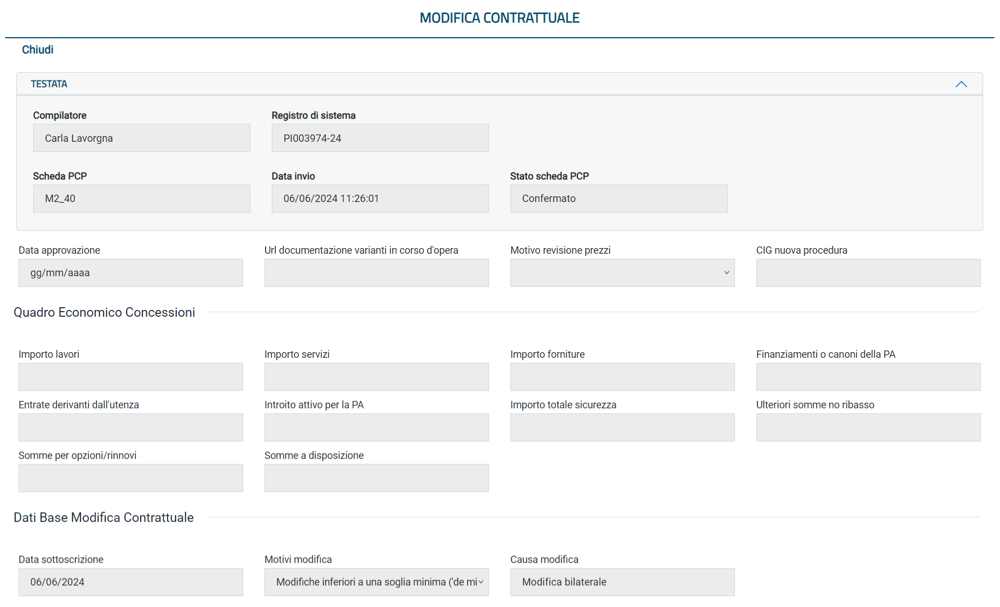 MODIFICA CONTRATTUALE
Chiudi
TESTATA
Compilatore Registro di sistema
Carla Lavorgna PI003974-24
Scheda PCP Data invio Stato scheda PCP
M2_40 06/06/2024 11:26:01 Confermato
Data approvazione Url documentazione varianti in corso d'opera Motivo revisione prezzi CIG nuova procedura
gg/mm/aaaa
Quadro Economico Concessioni
Importo lavori Importo servizi Importo forniture Finanziamenti o canoni della PA
Entrate derivanti dall'utenza Introito attivo per la PA Importo totale sicurezza Ulteriori somme no ribasso
Somme per opzioni/rinnovi Somme a disposizione
Dati Base Modifica Contrattuale
Data sottoscrizione Motivi modifica Causa modifica
06/06/2024 Modifiche inferiori a una soglia minima ('de mi Modifica bilaterale